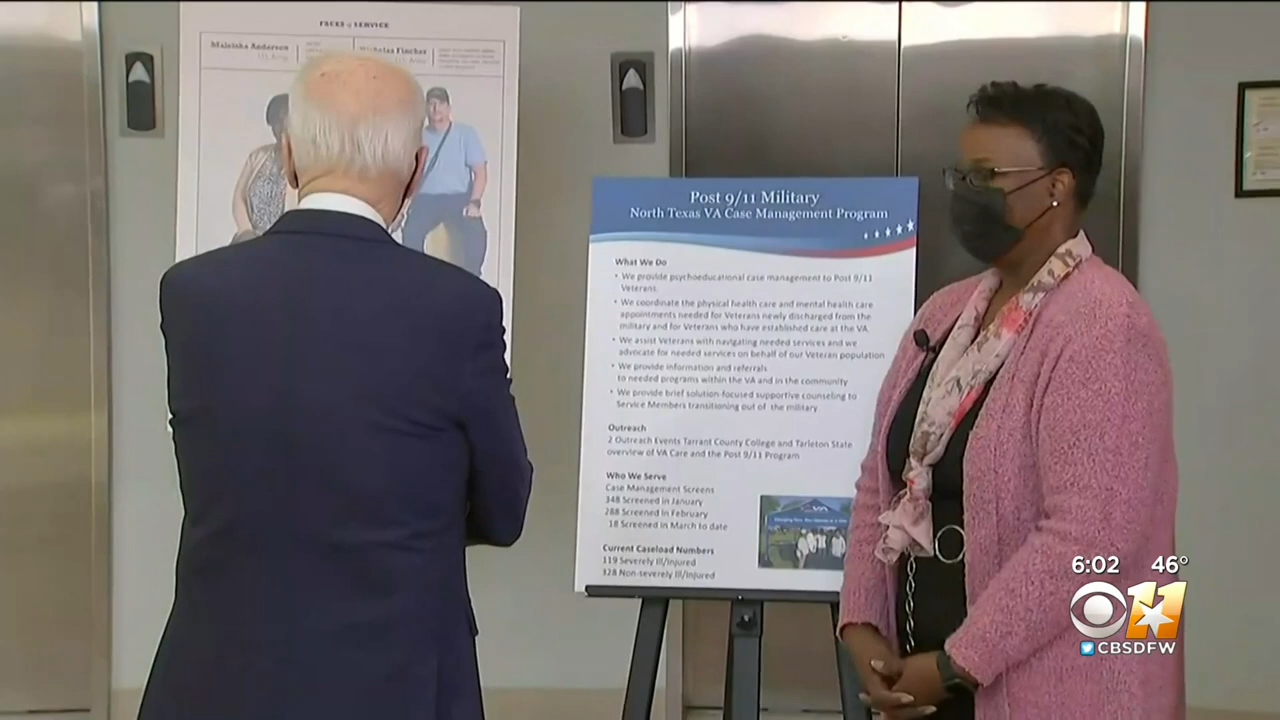 FACES of SERVICE
Maleisha Anderson
US Army
Nicholas Fincher
US Army
Post 9/11 Military
North Texas VA Case Management Program
What We Do
• We provide psychoeducational case management to Post 9/11
Veterans.
• We coordinate the physical health care and mental health care
appointments needed for Veterans newly discharged from the
military and for Veterans who have established care at the VA.
• We assist Veterans with navigating needed services and we
advocate for needed services on behalf of our Veteran population
• We provide information and referrals
to needed programs within the VA and in the community
• We provide brief solution-focused supportive counseling to
Service Members transitioning out of the military
Outreach
2 Outreach Events Tarrant County College and Tarleton State
overview of VA Care and the Post 9/11 Program
Who We Serve
Case Management Screens
348 Screened in January
288 Screened in February
18 Screened in March to date
VA
Current Caseload Numbers
119 Severely Ill/Injured
328 Non-severely Ill/Injured
6:02 46°
11
CBSDFW